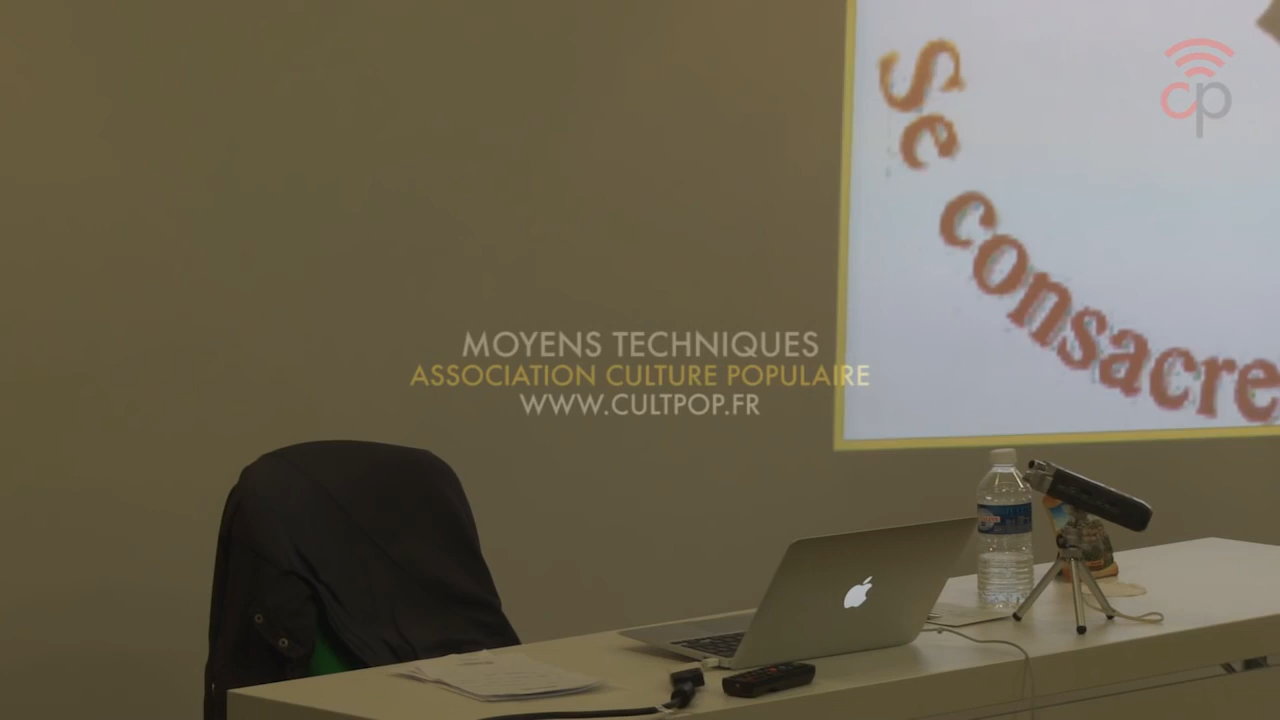 Se consacre
cp
MOYENS TECHNIQUES
ASSOCIATION CULTURE POPULAIRE
WWW.CULTPOP.FR